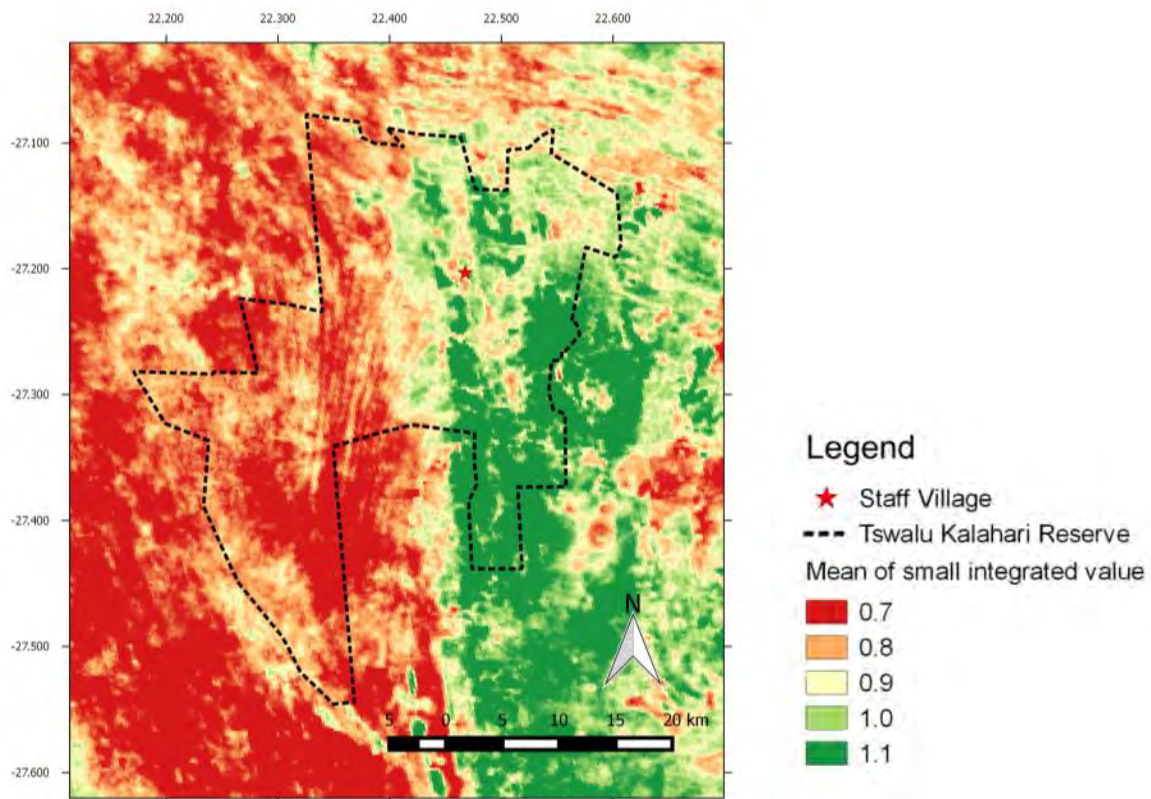 22.200 22.300 22.400 22.500 22.600
-27.100
-27.200
-27.300
-27.400
-27.500
-27.600
N
5 0 5 10 15 20 km
Legend
Staff Village
Tswalu Kalahari Reserve
Mean of small integrated value
0.7
0.8
0.9
1.0
1.1